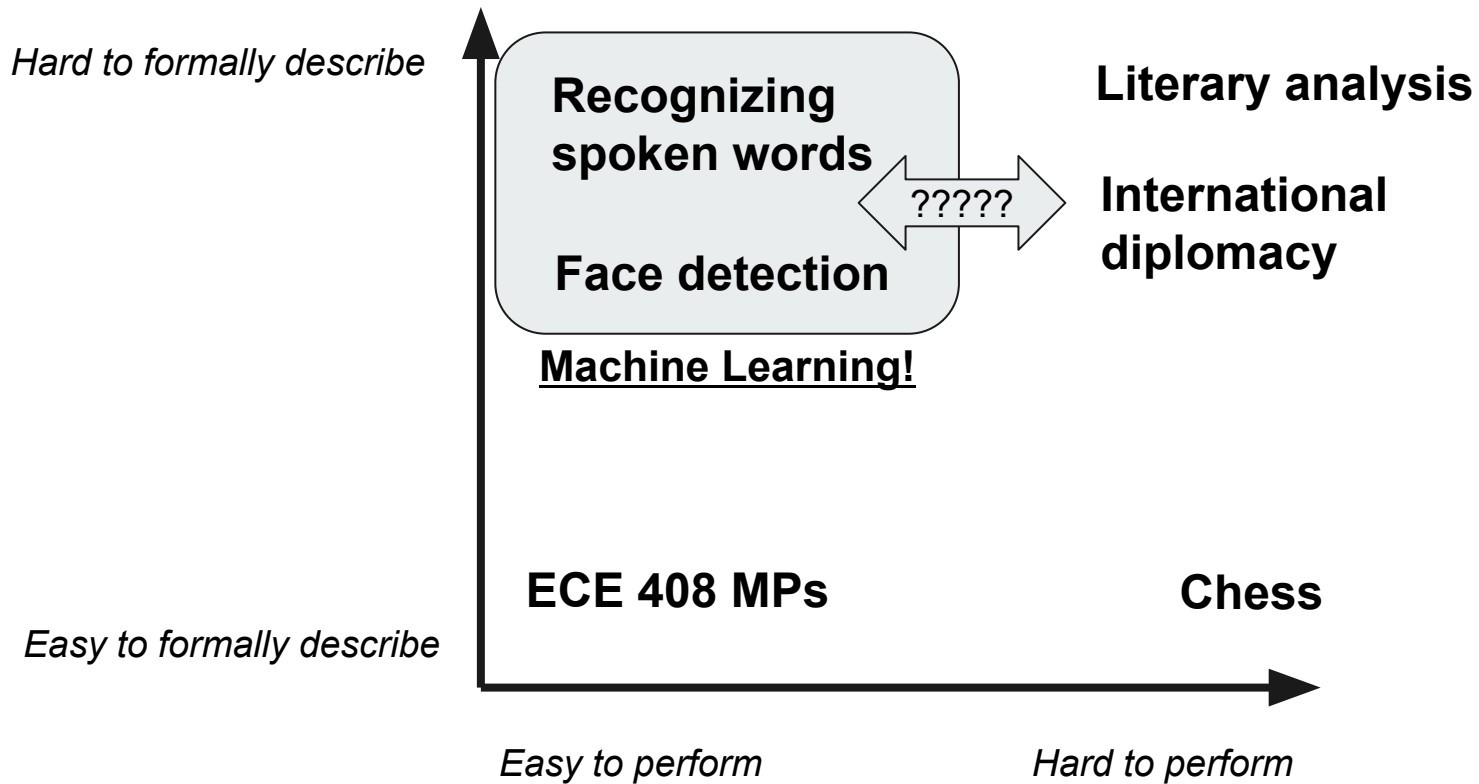 Hard to formally describe
Recognizing
spoken words
Literary analysis
?????
International
diplomacy
Face detection
Machine Learning!
ECE 408 MPs
Chess
Easy to formally describe
Easy to perform
Hard to perform